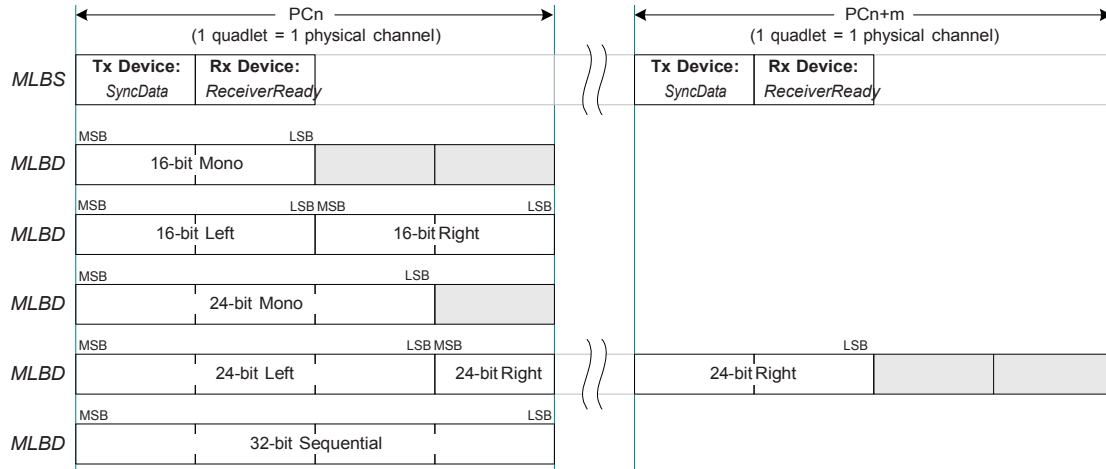 PCn
PCn+m
(1 quadlet = 1 physical channel)
(1 quadlet = 1 physical channel)
MLBS
Tx Device:
SyncData
Rx Device:
ReceiverReady
Tx Device:
SyncData
Rx Device:
ReceiverReady
MSB
LSB
MLBD
16-bit Mono
MSB
LSB MSB
LSB
MLBD
16-bit Left
16-bit Right
MSB
LSB
MLBD
24-bit Mono
MSB
LSB MSB
LSB
MLBD
24-bit Left
24-bit Right
24-bit Right
MSB
LSB
MLBD
32-bit Sequential